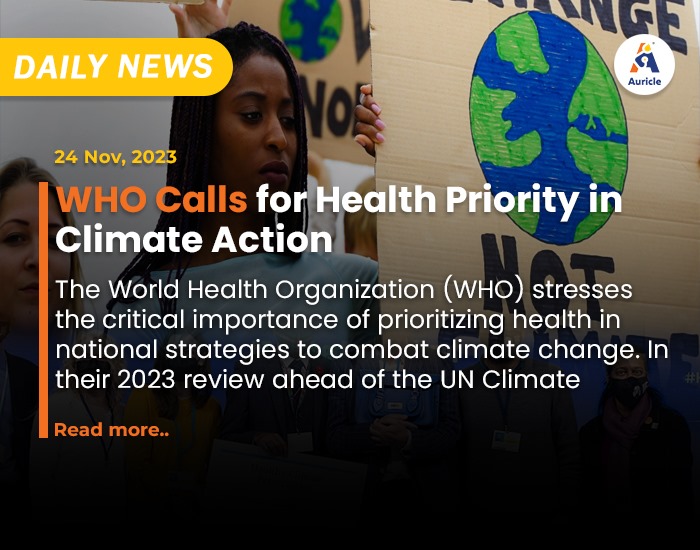 DAILY NEWS
Auricle
24 Nov, 2023
WHO Calls for Health Priority in
Climate Action
The World Health Organization (WHO) stresses
the critical importance of prioritizing health in
national strategies to combat climate change. In
their 2023 review ahead of the UN Climate
Read more..
NOT